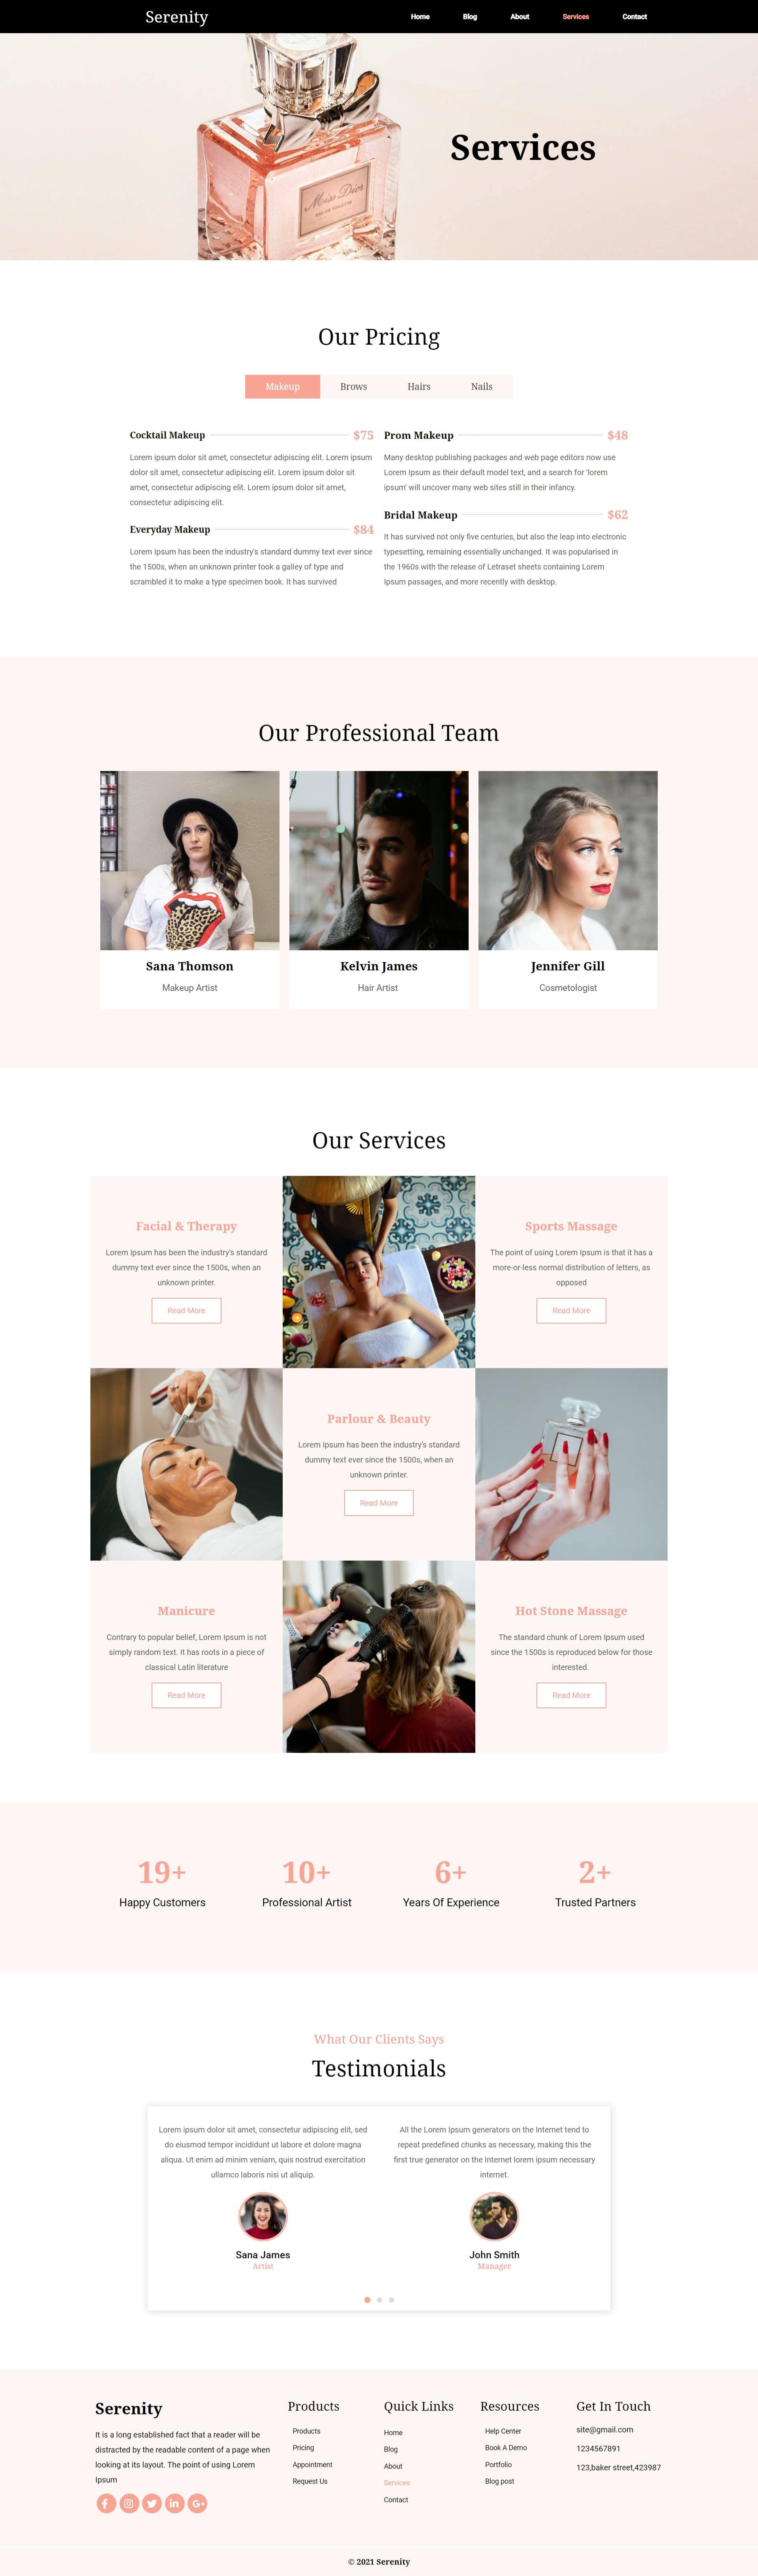 Serenity
Home Blog About Services Contact
Miss Dior
EAU DE TOILETTE
Services
Our Pricing
Makeup Brows Hairs Nails
Cocktail Makeup $75
Lorem ipsum dolor sit amet, consectetur adipiscing elit. Lorem ipsum
dolor sit amet, consectetur adipiscing elit. Lorem ipsum dolor sit
amet, consectetur adipiscing elit. Lorem ipsum dolor sit amet,
consectetur adipiscing elit.
Everyday Makeup $84
Lorem Ipsum has been the industry's standard dummy text ever since
the 1500s, when an unknown printer took a galley of type and
scrambled it to make a type specimen book. It has survived
Prom Makeup $48
Many desktop publishing packages and web page editors now use
Lorem Ipsum as their default model text, and a search for 'lorem
ipsum' will uncover many web sites still in their infancy.
Bridal Makeup $62
It has survived not only five centuries, but also the leap into electronic
typesetting, remaining essentially unchanged. It was popularised in
the 1960s with the release of Letraset sheets containing Lorem
Ipsum passages, and more recently with desktop.
Our Professional Team
Sana Thomson
Makeup Artist
Kelvin James
Hair Artist
Jennifer Gill
Cosmetologist
Our Services
Facial & Therapy
Lorem Ipsum has been the industry's standard
dummy text ever since the 1500s, when an
unknown printer.
Read More
Sports Massage
The point of using Lorem Ipsum is that it has a
more-or-less normal distribution of letters, as
opposed
Read More
Parlour & Beauty
Lorem Ipsum has been the industry's standard
dummy text ever since the 1500s, when an
unknown printer.
Read More
Manicure
Contrary to popular belief, Lorem Ipsum is not
simply random text. It has roots in a piece of
classical Latin literature
Read More
Hot Stone Massage
The standard chunk of Lorem Ipsum used
since the 1500s is reproduced below for those
interested.
Read More
19+
Happy Customers
10+
Professional Artist
6+
Years Of Experience
2+
Trusted Partners
What Our Clients Says
Testimonials
Lorem ipsum dolor sit amet, consectetur adipiscing elit, sed
do eiusmod tempor incididunt ut labore et dolore magna
aliqua. Ut enim ad minim veniam, quis nostrud exercitation
ullamco laboris nisi ut aliquip.
Sana James
Artist
All the Lorem Ipsum generators on the Internet tend to
repeat predefined chunks as necessary, making this the
first true generator on the Internet lorem ipsum necessary
internet.
John Smith
Manager
Serenity
It is a long established fact that a reader will be
distracted by the readable content of a page when
looking at its layout. The point of using Lorem
Ipsum
Products
Products
Pricing
Appointment
Request Us
Quick Links
Home
Blog
About
Services
Contact
Resources
Help Center
Book A Demo
Portfolio
Blog post
Get In Touch
site@gmail.com
1234567891
123,baker street,423987
© 2021 Serenity